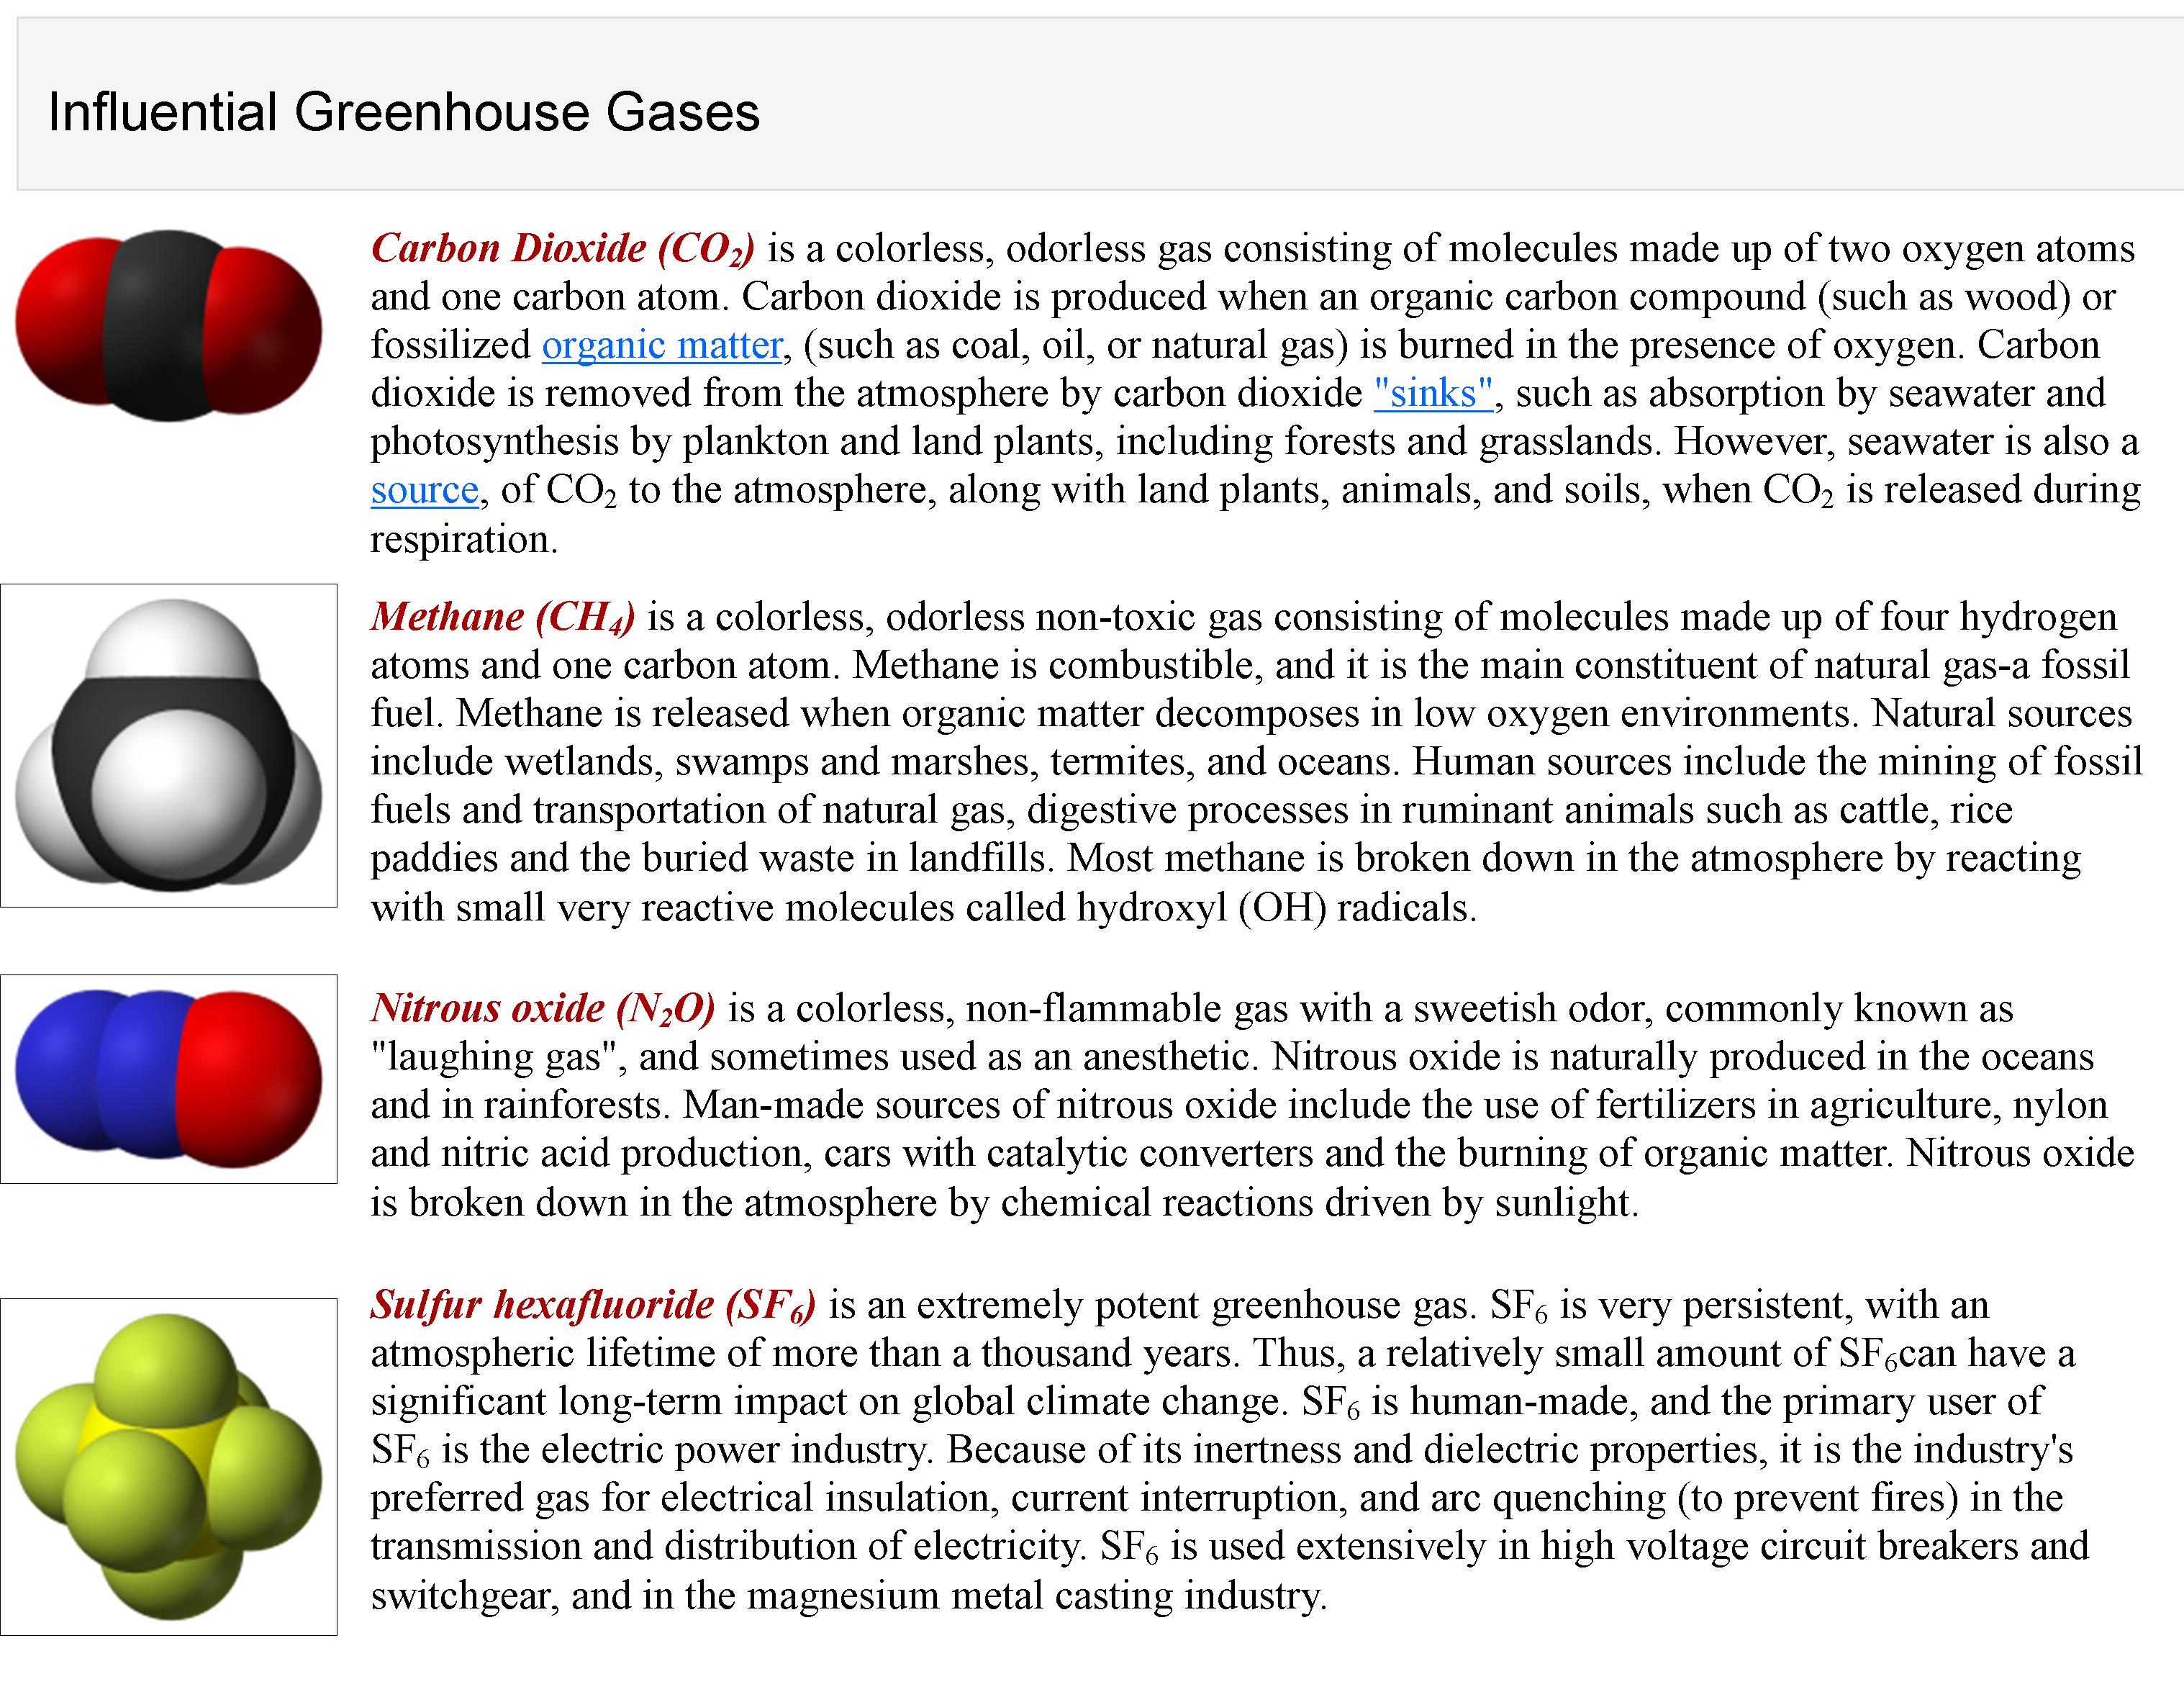 Influential Greenhouse Gases
Carbon Dioxide (CO₂) is a colorless, odorless gas consisting of molecules made up of two oxygen atoms
and one carbon atom. Carbon dioxide is produced when an organic carbon compound (such as wood) or
fossilized organic matter, (such as coal, oil, or natural gas) is burned in the presence of oxygen. Carbon
dioxide is removed from the atmosphere by carbon dioxide "sinks", such as absorption by seawater and
photosynthesis by plankton and land plants, including forests and grasslands. However, seawater is also a
source, of CO₂ to the atmosphere, along with land plants, animals, and soils, when CO₂ is released during
respiration.
Methane (CH₄) is a colorless, odorless non-toxic gas consisting of molecules made up of four hydrogen
atoms and one carbon atom. Methane is combustible, and it is the main constituent of natural gas-a fossil
fuel. Methane is released when organic matter decomposes in low oxygen environments. Natural sources
include wetlands, swamps and marshes, termites, and oceans. Human sources include the mining of fossil
fuels and transportation of natural gas, digestive processes in ruminant animals such as cattle, rice
paddies and the buried waste in landfills. Most methane is broken down in the atmosphere by reacting
with small very reactive molecules called hydroxyl (OH) radicals.
Nitrous oxide (N₂O) is a colorless, non-flammable gas with a sweetish odor, commonly known as
"laughing gas", and sometimes used as an anesthetic. Nitrous oxide is naturally produced in the oceans
and in rainforests. Man-made sources of nitrous oxide include the use of fertilizers in agriculture, nylon
and nitric acid production, cars with catalytic converters and the burning of organic matter. Nitrous oxide
is broken down in the atmosphere by chemical reactions driven by sunlight.
Sulfur hexafluoride (SF₆) is an extremely potent greenhouse gas. SF₆ is very persistent, with an
atmospheric lifetime of more than a thousand years. Thus, a relatively small amount of SF₆can have a
significant long-term impact on global climate change. SF₆ is human-made, and the primary user of
SF₆ is the electric power industry. Because of its inertness and dielectric properties, it is the industry's
preferred gas for electrical insulation, current interruption, and arc quenching (to prevent fires) in the
transmission and distribution of electricity. SF₆ is used extensively in high voltage circuit breakers and
switchgear, and in the magnesium metal casting industry.